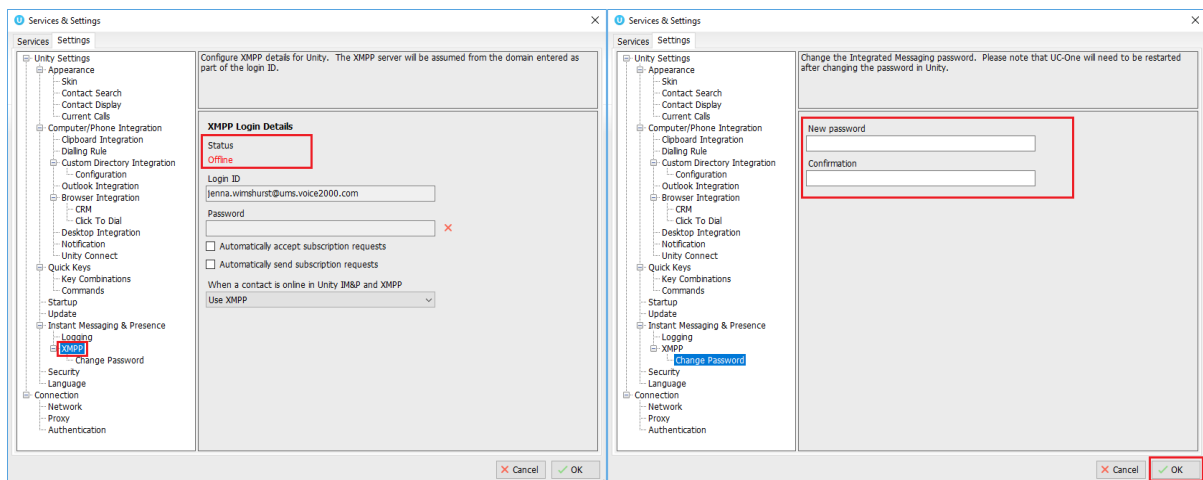 Services & Settings
Services Settings
Unity Settings
Appearance
Skin
Contact Search
Contact Display
Current Calls
Computer/Phone Integration
Clipboard Integration
Dialling Rule
Custom Directory Integration
Configuration
Outlook Integration
Browser Integration
CRM
Click To Dial
Desktop Integration
Notification
Unity Connect
Quick Keys
Key Combinations
Commands
Startup
Update
Instant Messaging & Presence
Logging
XMPP
Change Password
Security
Language
Connection
Network
Proxy
Authentication
Configure XMPP details for Unity. The XMPP server will be assumed from the domain entered as
part of the login ID.
XMPP Login Details
Status
Offline
Login ID
jenna.wimshurst@ums.voice2000.com
Password
Automatically accept subscription requests
Automatically send subscription requests
When a contact is online in Unity IM&P and XMPP
Use XMPP
Cancel OK
Services & Settings
Services Settings
Unity Settings
Appearance
Skin
Contact Search
Contact Display
Current Calls
Computer/Phone Integration
Clipboard Integration
Dialling Rule
Custom Directory Integration
Configuration
Outlook Integration
Browser Integration
CRM
Click To Dial
Desktop Integration
Notification
Unity Connect
Quick Keys
Key Combinations
Commands
Startup
Update
Instant Messaging & Presence
Logging
XMPP
Change Password
Security
Language
Connection
Network
Proxy
Authentication
Change the Integrated Messaging password. Please note that UC-One will need to be restarted
after changing the password in Unity.
New password
Confirmation
Cancel OK